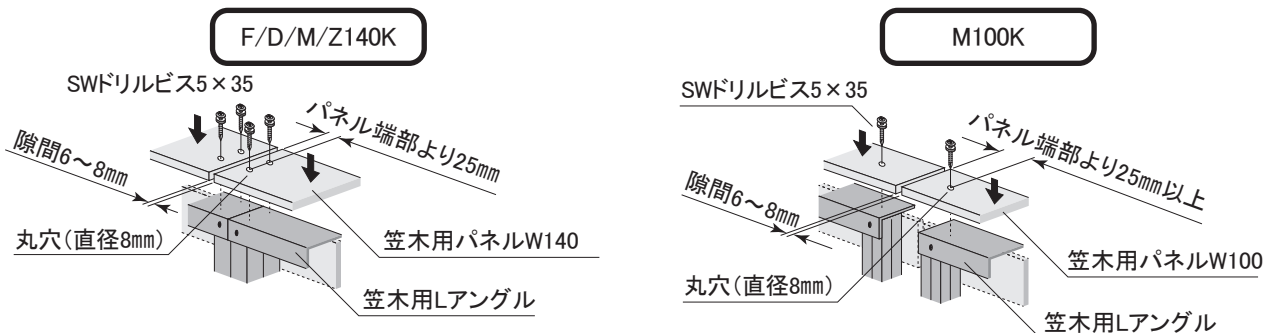 F/D/M/Z140K
SWドリルビス5×35
パネル端部より25mm
隙間6～8mm
丸穴（直径8mm）
笠木用パネルW140
笠木用Lアングル
M100K
SWドリルビス5×35
パネル端部より25mm以上
隙間6～8mm
丸穴（直径8mm）
笠木用パネルW100
笠木用Lアングル